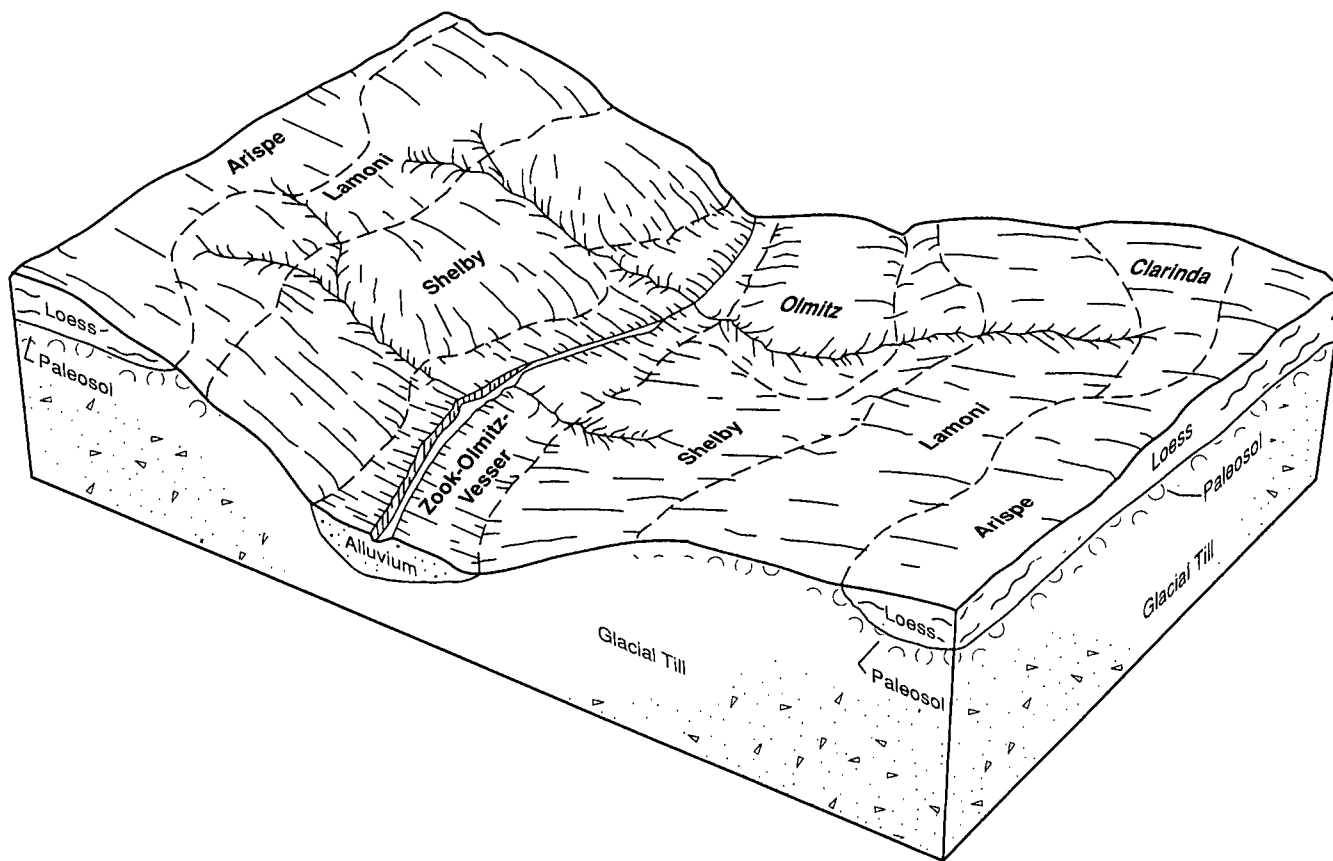 Arispe
Lamoni
Shelby
Olmitz
Clarinda
Loess
Paleosol
Zook-Olmitz-
Vesser
Shelby
Lamoni
Arispe
Loess
Paleosol
Glacial Till
Alluvium
Glacial Till
Loess
Paleosol